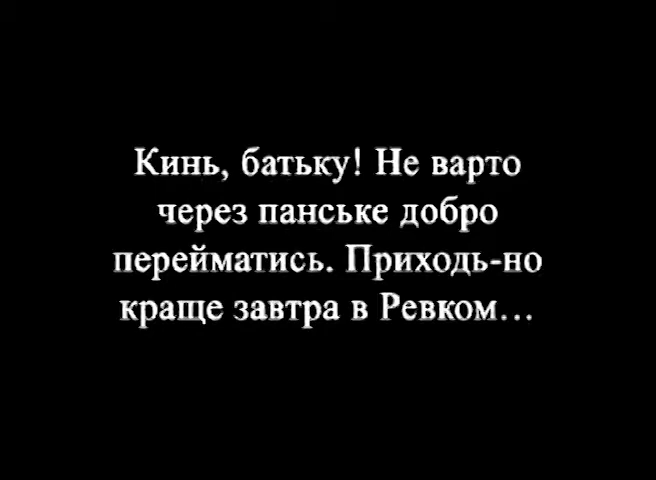 Кинь, батьку! Не варто
через панське добро
перейматись. Приходь-но
краще завтра в Ревком...